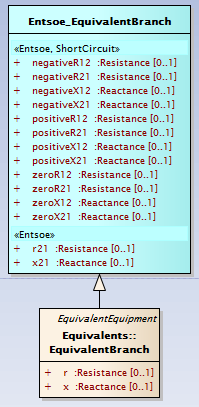 Entsoe_EquivalentBranch
«Entsoe, ShortCircuit»
+ negativeR12 :Resistance [0..1]
+ negativeR21 :Resistance [0..1]
+ negativeX12 :Reactance [0..1]
+ negativeX21 :Reactance [0..1]
+ positiveR12 :Resistance [0..1]
+ positiveR21 :Resistance [0..1]
+ positiveX12 :Reactance [0..1]
+ positiveX21 :Reactance [0..1]
+ zeroR12 :Resistance [0..1]
+ zeroR21 :Resistance [0..1]
+ zeroX12 :Reactance [0..1]
+ zeroX21 :Reactance [0..1]
«Entsoe»
+ r21 :Resistance [0..1]
+ x21 :Reactance [0..1]
EquivalentEquipment
Equivalents::
EquivalentBranch
+ r :Resistance [0..1]
+ x :Reactance [0..1]